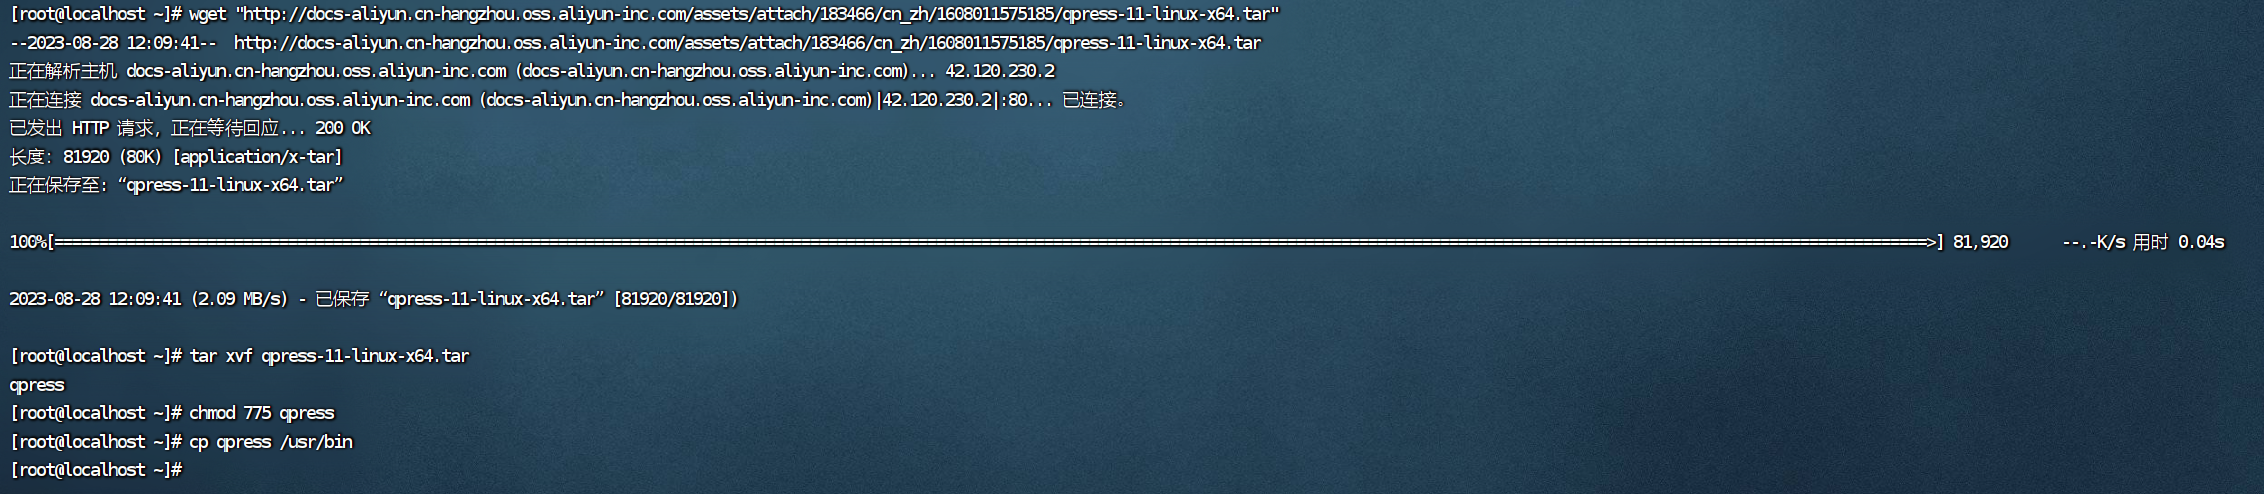 [root@localhost ~]# wget "http://docs-aliyun.cn-hangzhou.oss.aliyun-inc.com/assets/attach/183466/cn_zh/1608011575185/qpress-11-linux-x64.tar"
--2023-08-28 12:09:41--  http://docs-aliyun.cn-hangzhou.oss.aliyun-inc.com/assets/attach/183466/cn_zh/1608011575185/qpress-11-linux-x64.tar
正在解析主机 docs-aliyun.cn-hangzhou.oss.aliyun-inc.com (docs-aliyun.cn-hangzhou.oss.aliyun-inc.com)... 42.120.230.2
正在连接 docs-aliyun.cn-hangzhou.oss.aliyun-inc.com (docs-aliyun.cn-hangzhou.oss.aliyun-inc.com)|42.120.230.2|:80... 已连接。
已发出 HTTP 请求，正在等待回应... 200 OK
长度：81920 (80K) [application/x-tar]
正在保存至: “qpress-11-linux-x64.tar”
100%[==============================================================================>] 81,920      --.-K/s 用时 0.04s
2023-08-28 12:09:41 (2.09 MB/s) - 已保存 “qpress-11-linux-x64.tar” [81920/81920])
[root@localhost ~]# tar xvf qpress-11-linux-x64.tar
qpress
[root@localhost ~]# chmod 775 qpress
[root@localhost ~]# cp qpress /usr/bin
[root@localhost ~]#